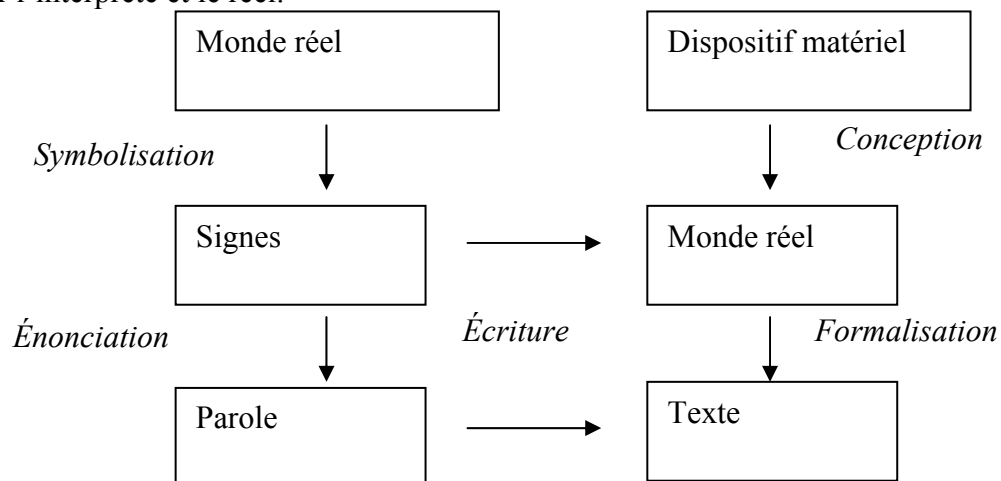 l'interprète et le réel.
Monde réel
Dispositif matériel
Symbolisation
Conception
Signes
Monde réel
Énonciation
Écriture
Formalisation
Parole
Texte